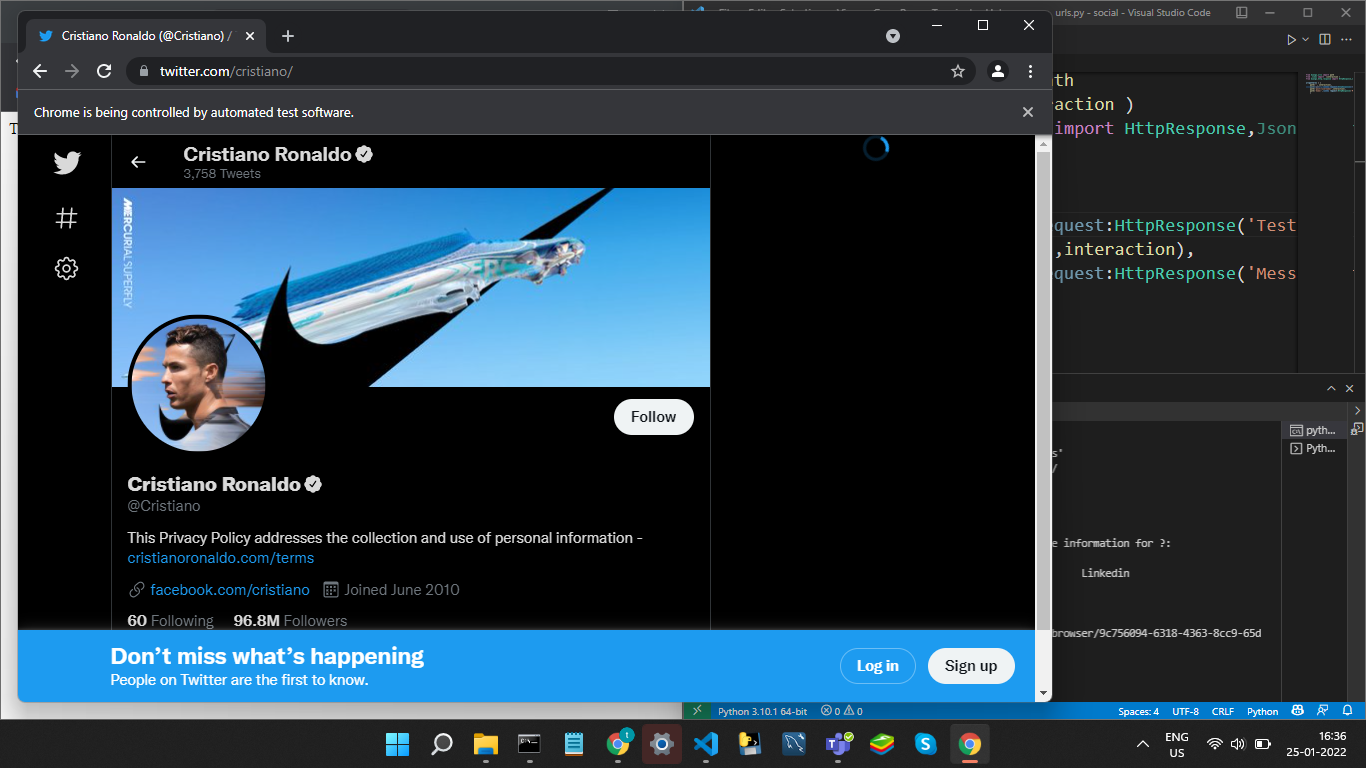 Cristiano Ronaldo (@Cristiano) /
urls.py - social - Visual Studio Code
twitter.com/cristiano/
Chrome is being controlled by automated test software.
Cristiano Ronaldo
3,758 Tweets
MERCURIAL SUPERFLY
Follow
Cristiano Ronaldo
@Cristiano
This Privacy Policy addresses the collection and use of personal information -
cristianoronaldo.com/terms
facebook.com/cristiano Joined June 2010
60 Following 96.8M Followers
Don't miss what's happening
People on Twitter are the first to know.
Log in Sign up
th
raction )
import HttpResponse,Json
quest:HttpResponse('Test
,interaction),
quest:HttpResponse('Mess
pyth...
Pyth...
s'
/
e information for ?:
Linkedin
browser/9c756094-6318-4363-8cc9-65d
Python 3.10.1 64-bit 0 0 Spaces: 4 UTF-8 CRLF Python
t
ENG
US
16:36
25-01-2022